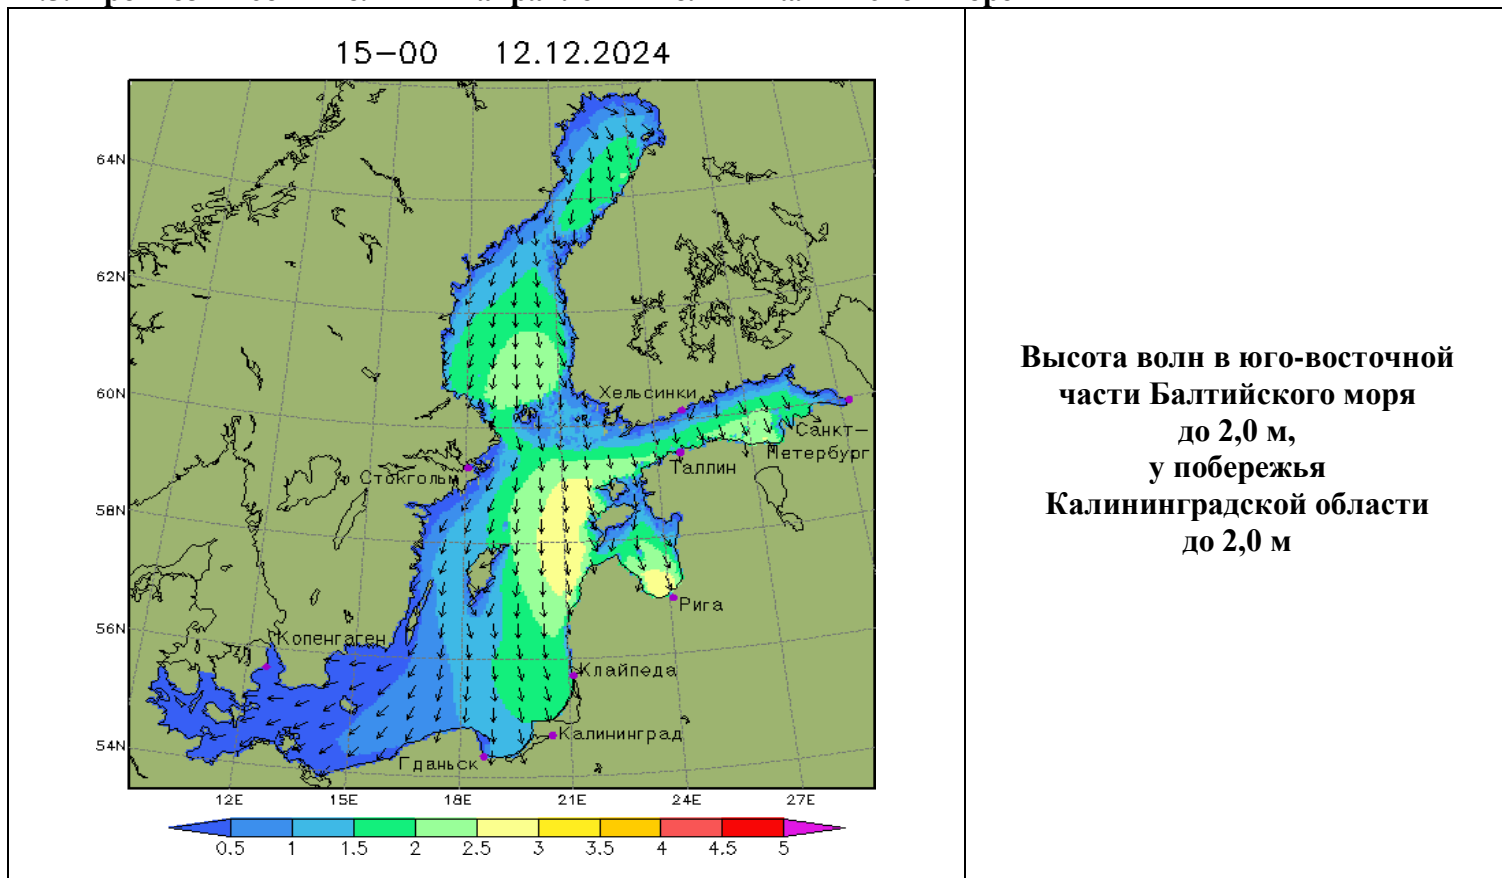 15-00 12.12.2024
64N
62N
60N
58N
56N
54N
Хельсинки
Санкт-
Петербург
Таллин
Стокгольм
Рига
Копенгаген
Клайпеда
Калининград
Гданьск
12E 15E 18E 21E 24E 27E
0.5 1 1.5 2 2.5 3 3.5 4 4.5 5
Высота волн в юго-восточной
части Балтийского моря
до 2,0 м,
у побережья
Калининградской области
до 2,0 м